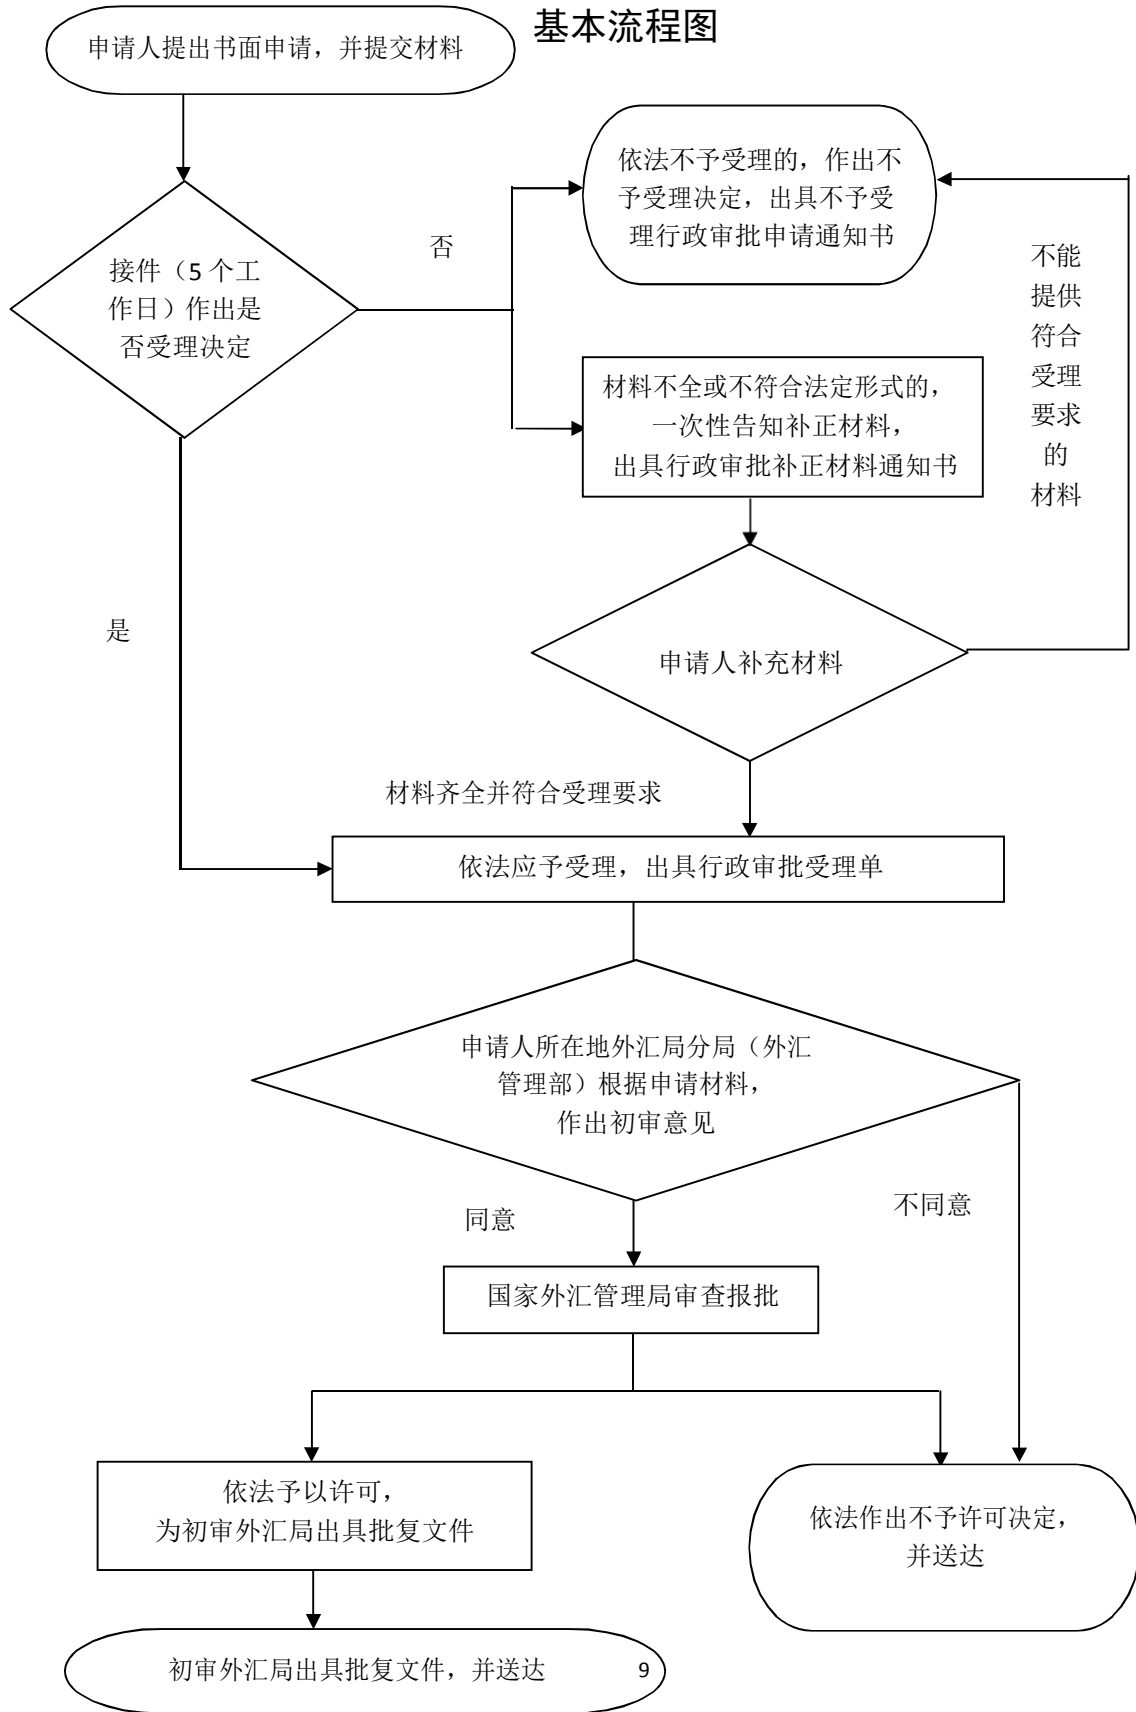 基本流程图
申请人提出书面申请，并提交材料
依法不予受理的，作出不
予受理决定，出具不予受
理行政审批申请通知书
否
不能
提供
符合
受理
要求
的
材料
接件（5 个工
作日）作出是
否受理决定
材料不全或不符合法定形式的，
一次性告知补正材料，
出具行政审批补正材料通知书
是
申请人补充材料
材料齐全并符合受理要求
依法应予受理，出具行政审批受理单
申请人所在地外汇局分局（外汇
管理部）根据申请材料，
作出初审意见
同意
不同意
国家外汇管理局审查报批
依法予以许可，
为初审外汇局出具批复文件
依法作出不予许可决定，
并送达
初审外汇局出具批复文件，并送达
9